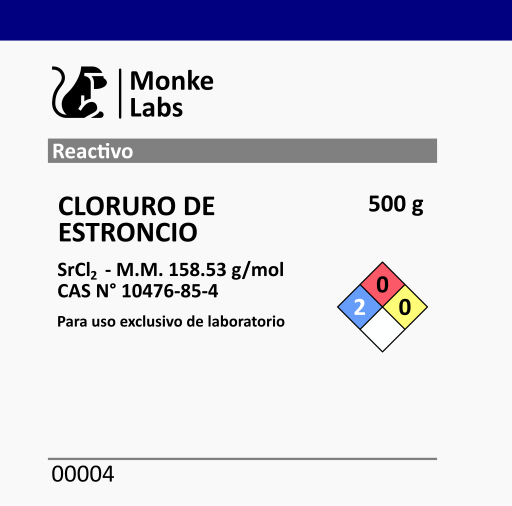 Monke
Labs
Reactivo
CLORURO DE
ESTRONCIO
500 g
SrCl₂ - M.M. 158.53 g/mol
CAS N° 10476-85-4
Para uso exclusivo de laboratorio
0
2
0
00004